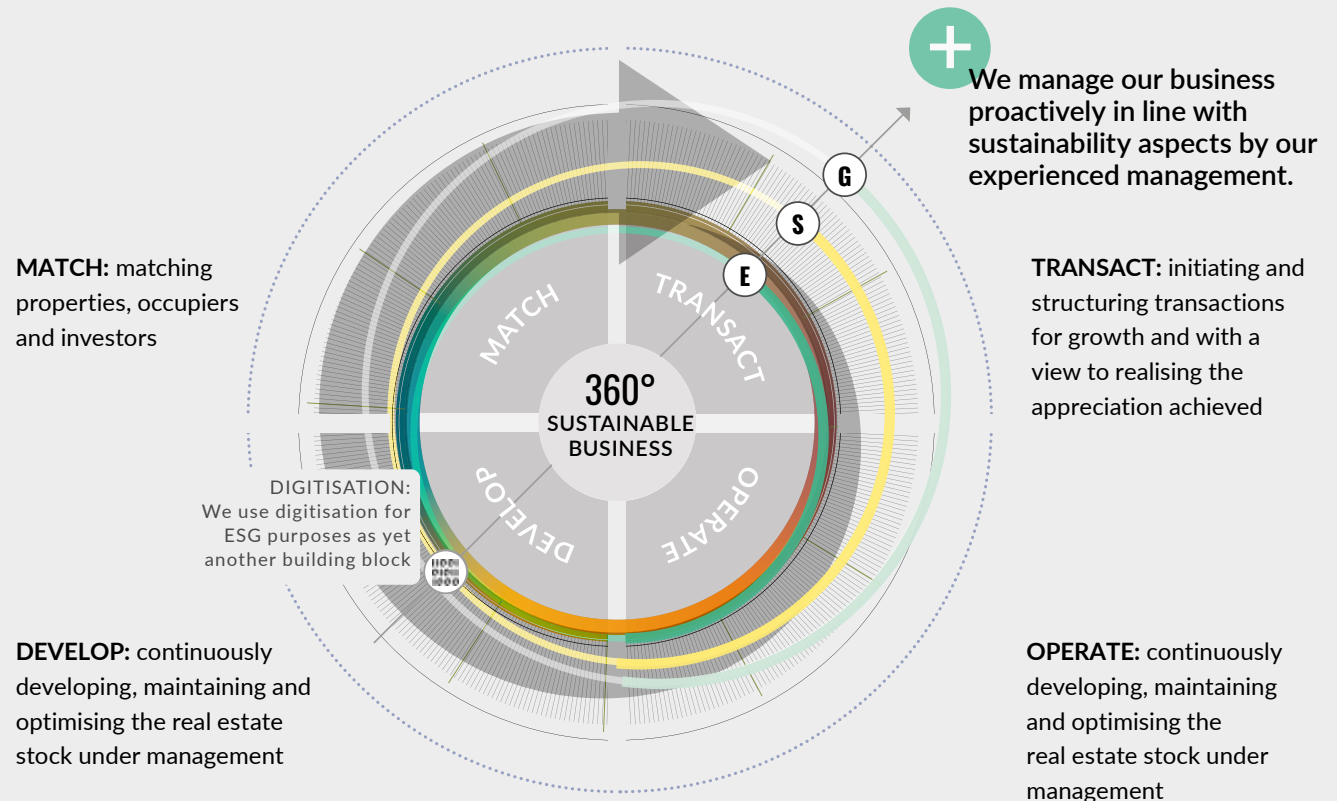 We manage our business
proactively in line with
sustainability aspects by our
experienced management.
G
S
E
MATCH: matching
properties, occupiers
and investors
TRANSACT: initiating and
structuring transactions
for growth and with a
view to realising the
appreciation achieved
MATCH
TRANSACT
360°
SUSTAINABLE
BUSINESS
DEVELOP
OPERATE
DIGITISATION:
We use digitisation for
ESG purposes as yet
another building block
DEVELOP: continuously
developing, maintaining and
optimising the real estate
stock under management
OPERATE: continuously
developing, maintaining
and optimising the
real estate stock under
management